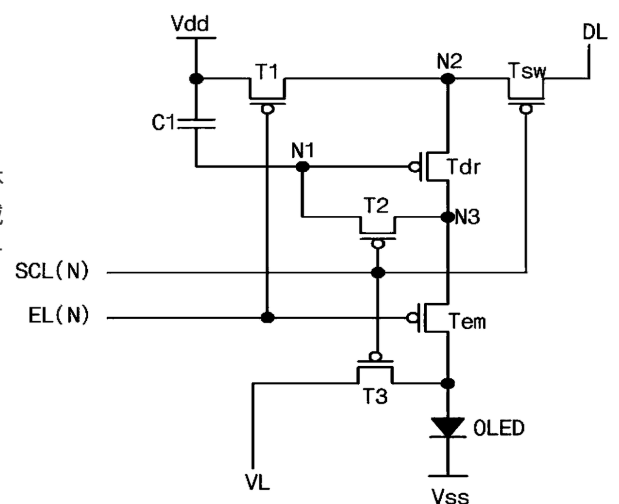 Vdd
DL
N2
T1
Tsw
C1
N1
Tdr
T2
N3
SCL(N)
EL(N)
Tem
T3
OLED
VL
Vss